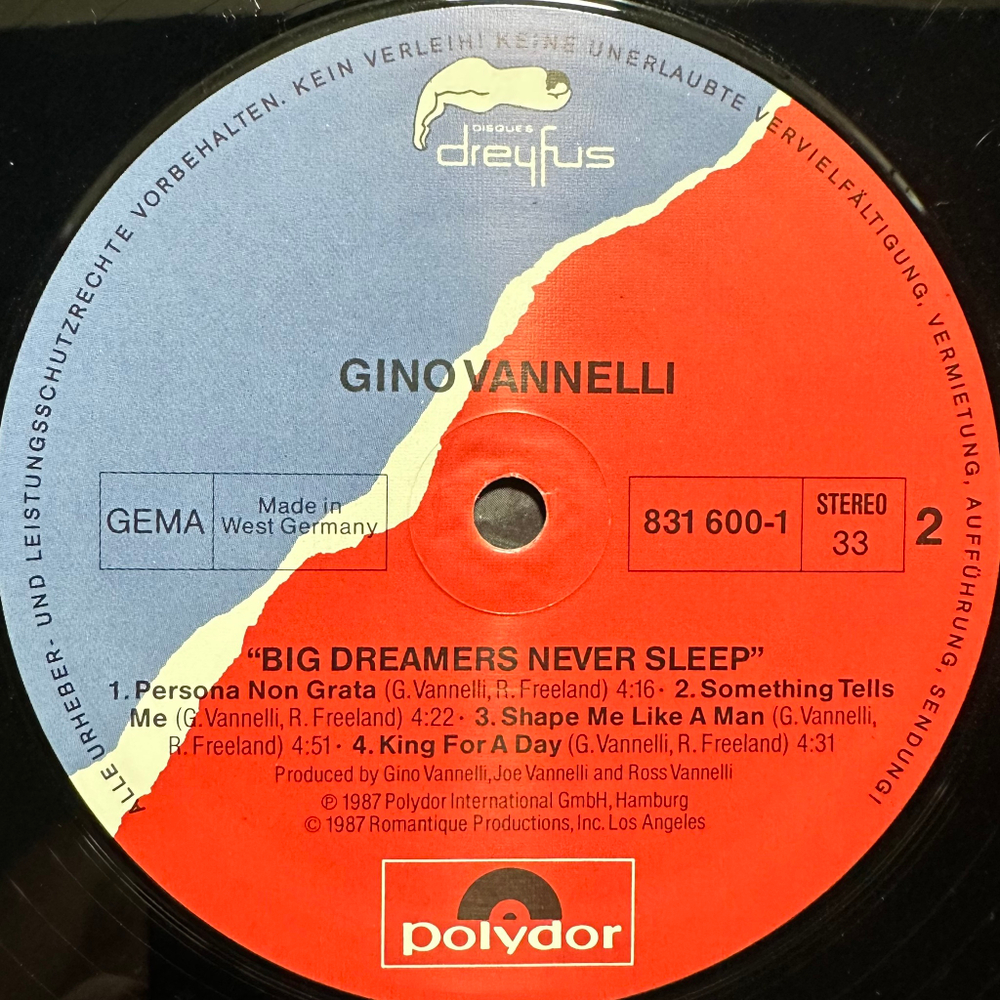 ALLE URHEBER- UND LEISTUNGSSCHUTZRECHTE VORBEHALTEN. KEIN VERLEIH! KEINE UNERLAUBTE VERVIELFÄLTIGUNG, VERMIETUNG, AUFFÜHRUNG, SENDUNG!
DISQUES
dreyfus
GINO VANNELLI
GEMA
Made in
West Germany
831 600-1
STEREO
33
2
“BIG DREAMERS NEVER SLEEP”
1. Persona Non Grata (G. Vannelli, R. Freeland) 4:16 · 2. Something Tells
Me (G. Vannelli, R. Freeland) 4:22 · 3. Shape Me Like A Man (G. Vannelli,
R. Freeland) 4:51 · 4. King For A Day (G. Vannelli, R. Freeland) 4:31
Produced by Gino Vannelli, Joe Vannelli and Ross Vannelli
℗ 1987 Polydor International GmbH, Hamburg
© 1987 Romantique Productions, Inc. Los Angeles
polydor